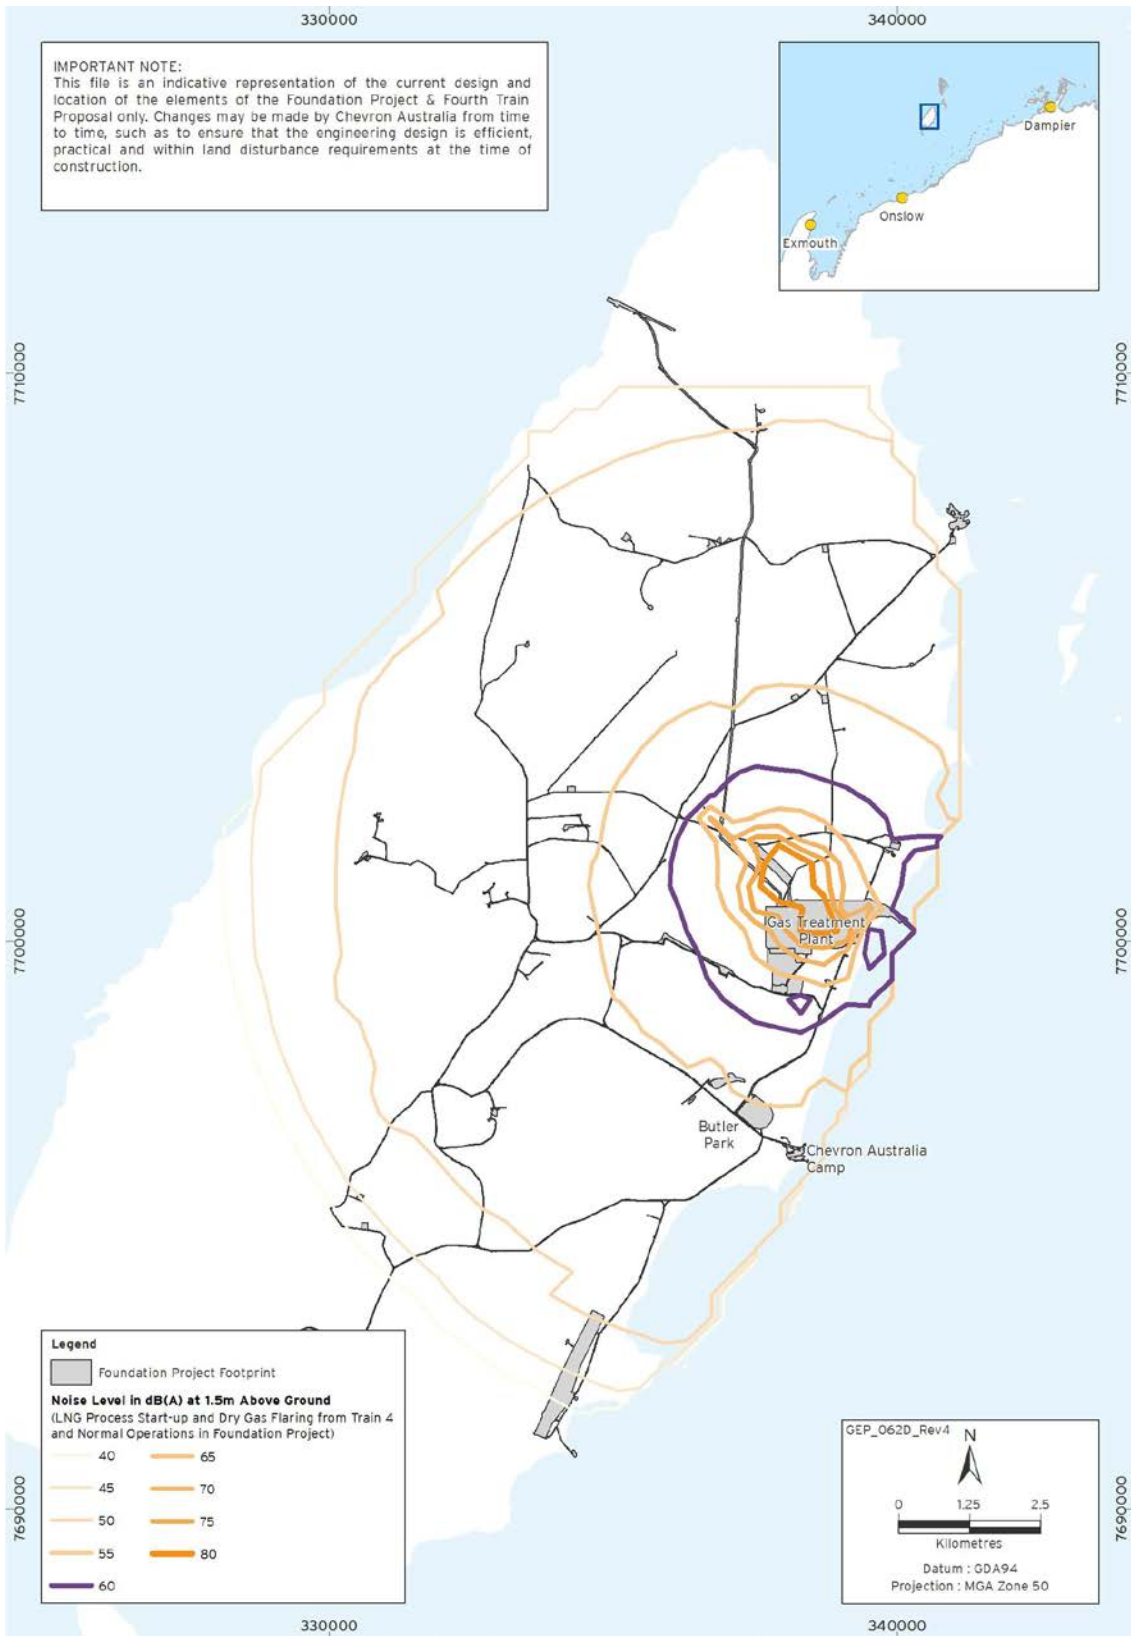 330000
340000
IMPORTANT NOTE:
This file is an indicative representation of the current design and
location of the elements of the Foundation Project & Fourth Train
Proposal only. Changes may be made by Chevron Australia from time
to time, such as to ensure that the engineering design is efficient,
practical and within land disturbance requirements at the time of
construction.
Dampier
Onslow
Exmouth
7710000
7710000
Gas Treatment
Plant
7700000
7700000
Butler
Park
Chevron Australia
Camp
Legend
Foundation Project Footprint
Noise Level in dB(A) at 1.5m Above Ground
(LNG Process Start-up and Dry Gas Flaring from Train 4
and Normal Operations in Foundation Project)
40
65
45
70
50
75
55
80
60
GEP_062D_Rev4
N
0
1.25
2.5
Kilometres
Datum : GDA94
Projection : MGA Zone 50
7690000
7690000
330000
340000